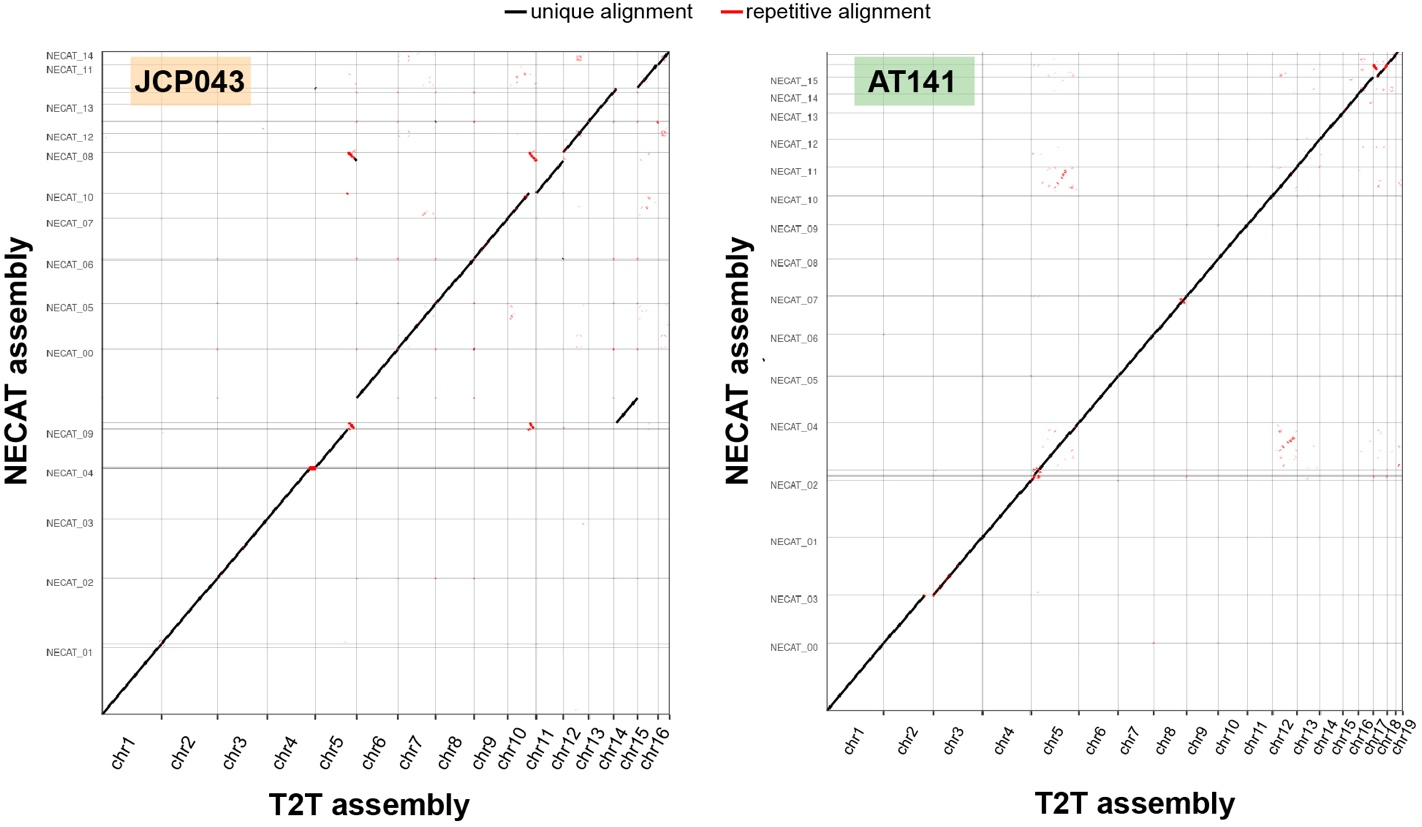 unique alignment repetitive alignment
JCP043
NECAT_14
NECAT_11
NECAT_13
NECAT_12
NECAT_08
NECAT_10
NECAT_07
NECAT_06
NECAT_05
NECAT_00
NECAT_09
NECAT_04
NECAT_03
NECAT_02
NECAT_01
NECAT assembly
chr1 chr2 chr3 chr4 chr5 chr6 chr7 chr8 chr9 chr10 chr11 chr12 chr13 chr14 chr15 chr16
T2T assembly
AT141
NECAT_15
NECAT_14
NECAT_13
NECAT_12
NECAT_11
NECAT_10
NECAT_09
NECAT_08
NECAT_07
NECAT_06
NECAT_05
NECAT_04
NECAT_02
NECAT_01
NECAT_03
NECAT_00
NECAT assembly
chr1 chr2 chr3 chr4 chr5 chr6 chr7 chr8 chr9 chr10 chr11 chr12 chr13 chr14 chr15 chr16 chr17 chr18 chr19
T2T assembly